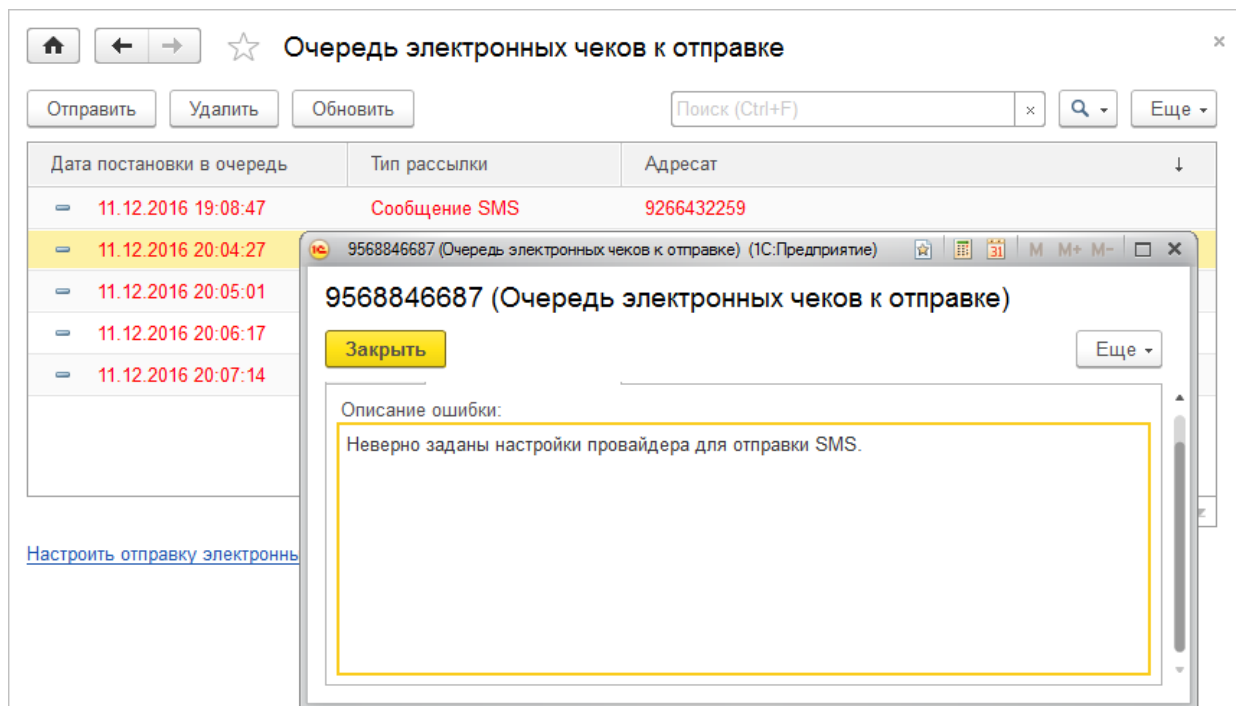 Очередь электронных чеков к отправке
Отправить Удалить Обновить Поиск (Ctrl+F) Еще
Дата постановки в очередь Тип рассылки Адресат
11.12.2016 19:08:47 Сообщение SMS 9266432259
11.12.2016 20:04:27
11.12.2016 20:05:01
11.12.2016 20:06:17
11.12.2016 20:07:14
Настроить отправку электронны
9568846687 (Очередь электронных чеков к отправке) (1С:Предприятие) 31 M M+ M-
9568846687 (Очередь электронных чеков к отправке)
Закрыть Еще
Описание ошибки:
Неверно заданы настройки провайдера для отправки SMS.